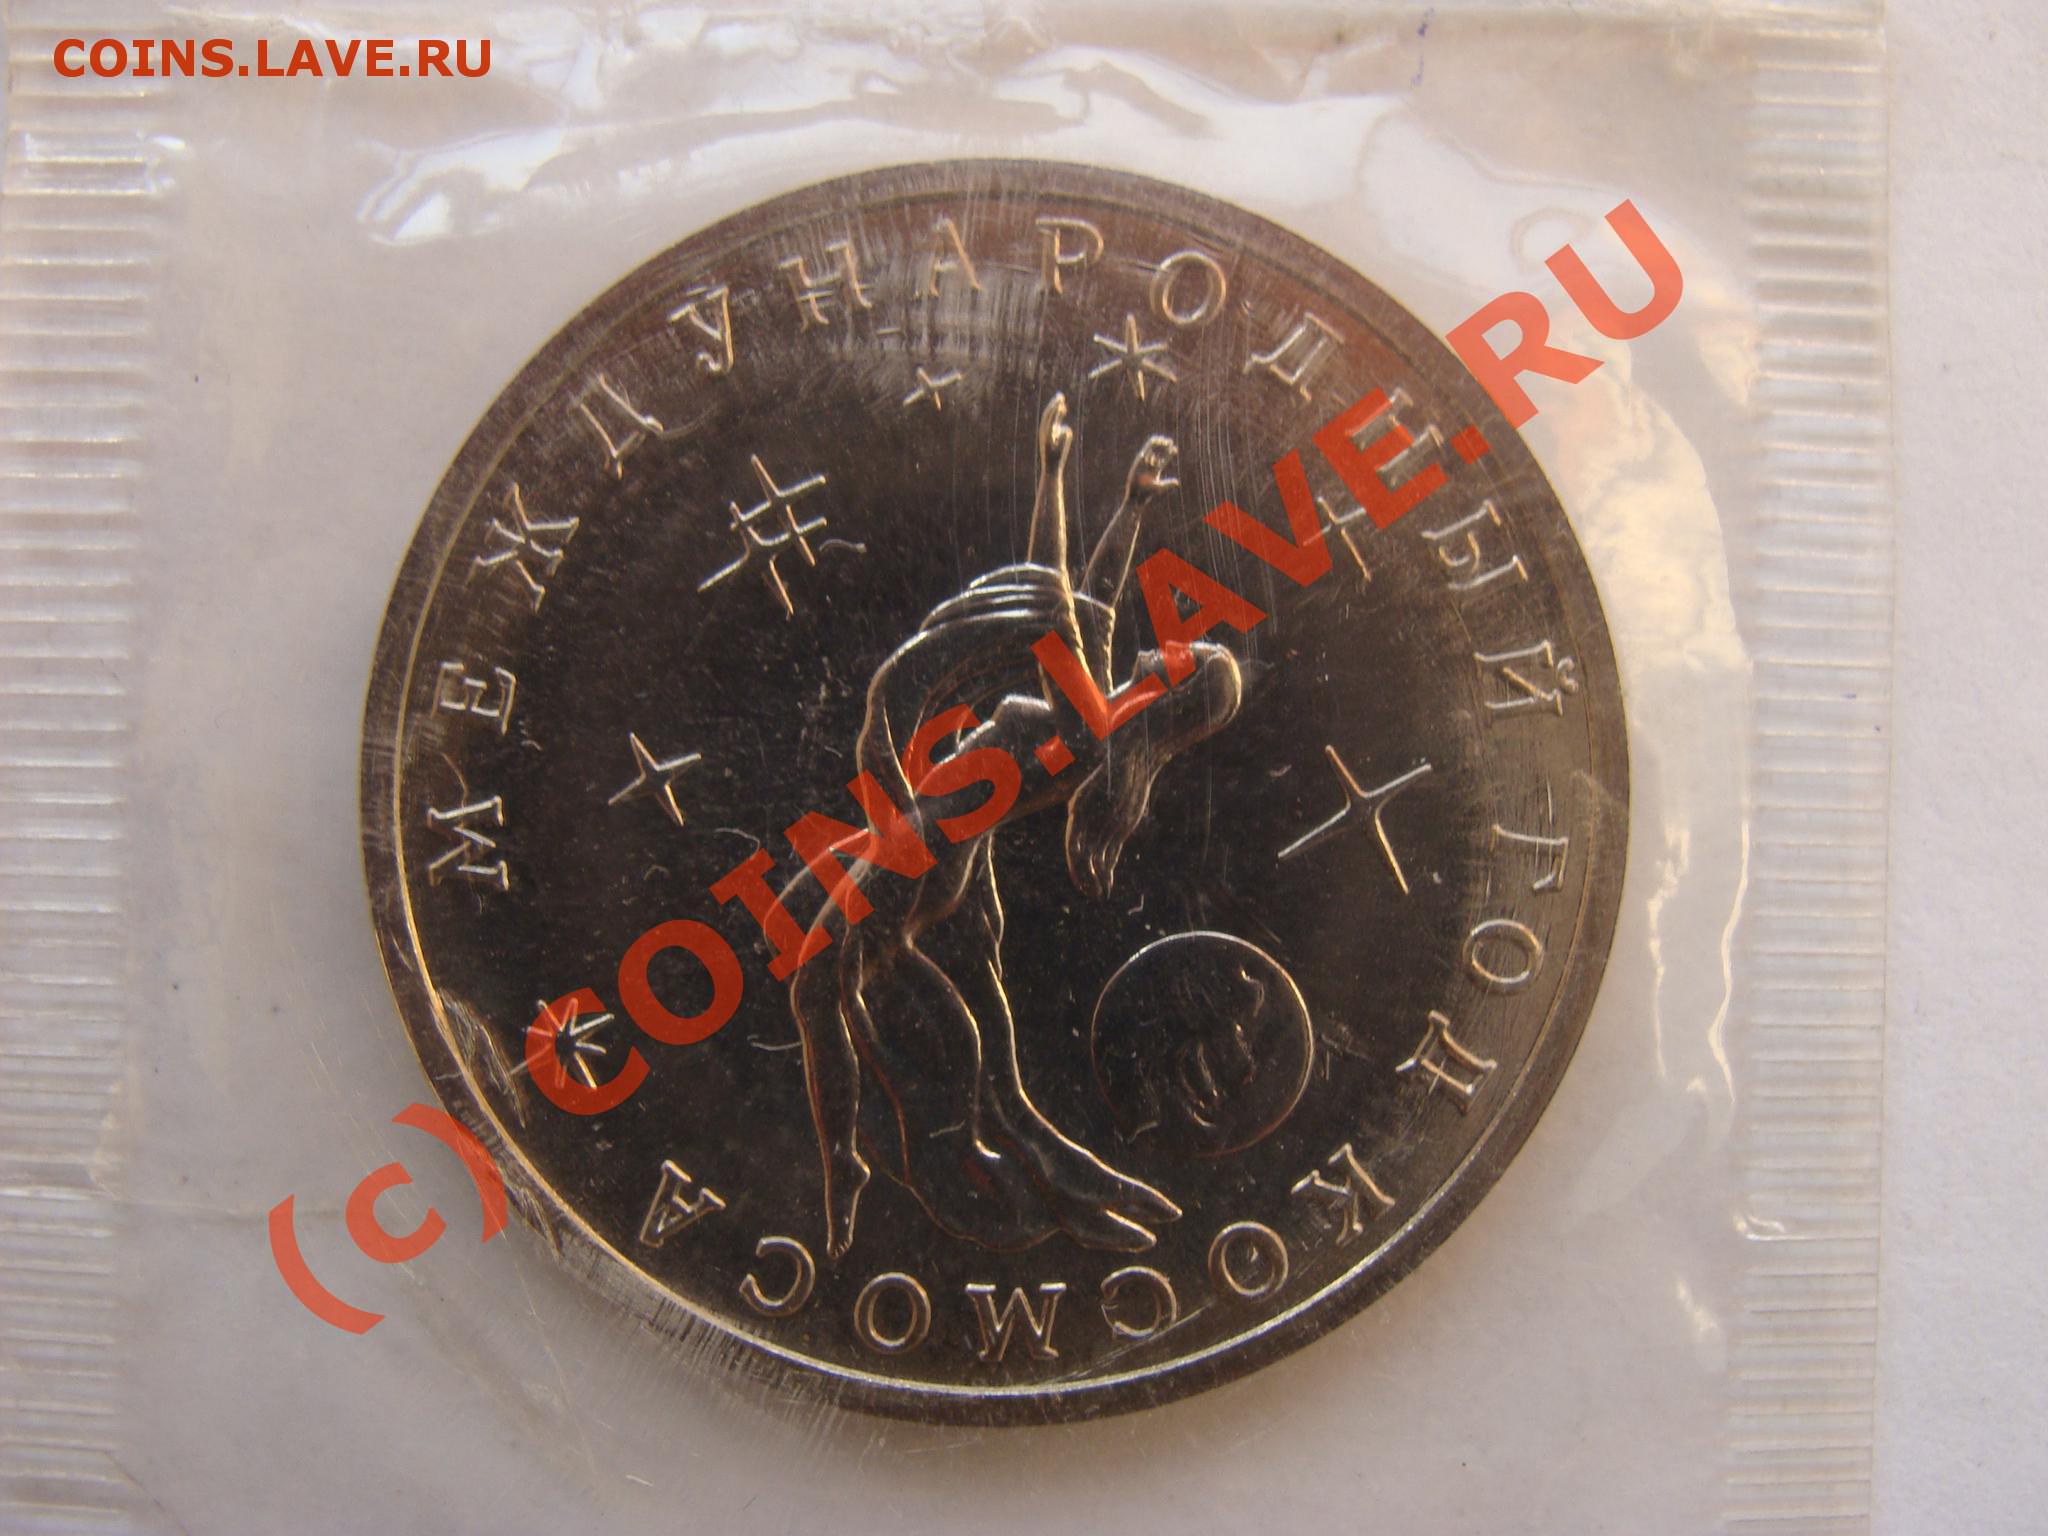 COINS.LAVE.RU
МЕЖДУНАРОДНЫЙ ГОД КОСМОСА
(c) COINS.LAVE.RU